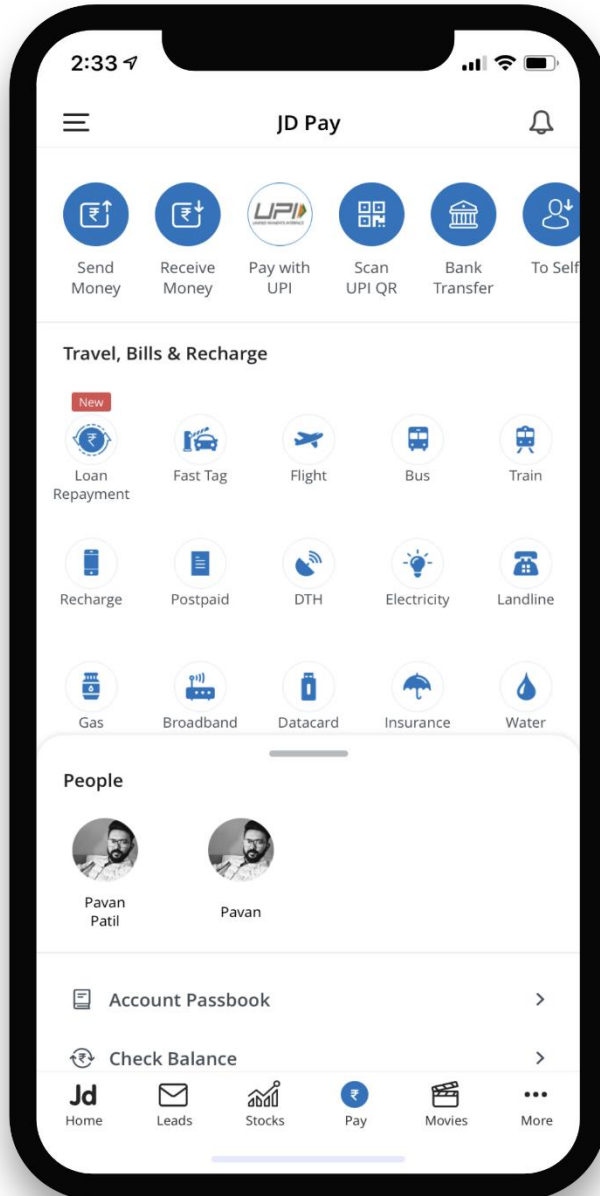 2:33
JD Pay
UPI
Send Money
Receive Money
Pay with UPI
Scan UPI QR
Bank Transfer
To Self
Travel, Bills & Recharge
New
Loan Repayment
Fast Tag
Flight
Bus
Train
Recharge
Postpaid
DTH
Electricity
Landline
Gas
Broadband
Datacard
Insurance
Water
People
Pavan Patil
Pavan
Account Passbook
Check Balance
Jd
Home
Leads
Stocks
Pay
Movies
More